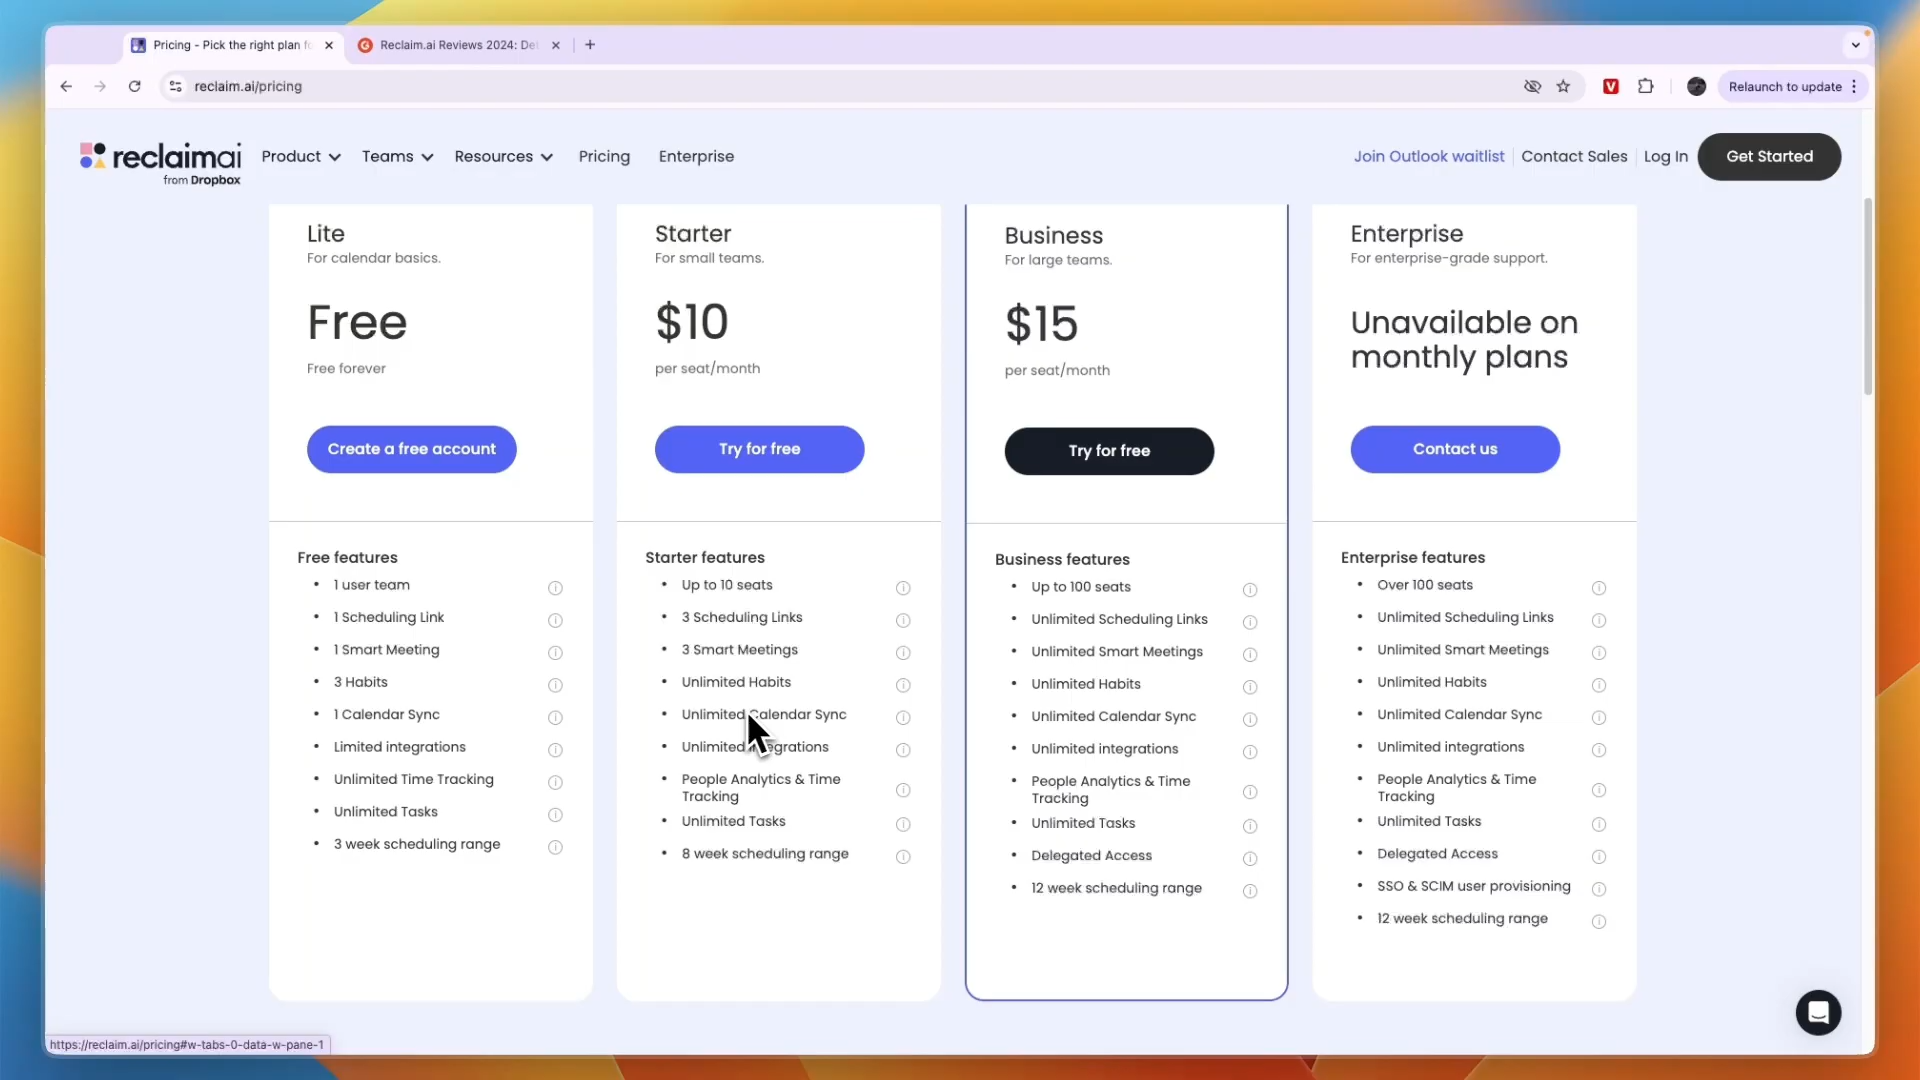 Pricing - Pick the right plan fo
Reclaim.ai Reviews 2024: Det
reclaim.ai/pricing
Relaunch to update
reclaimai
from Dropbox
Product
Teams
Resources
Pricing
Enterprise
Join Outlook waitlist
Contact Sales
Log In
Get Started
Lite
For calendar basics.
Free
Free forever
Create a free account
Free features
• 1 user team
• 1 Scheduling Link
• 1 Smart Meeting
• 3 Habits
• 1 Calendar Sync
• Limited integrations
• Unlimited Time Tracking
• Unlimited Tasks
• 3 week scheduling range
Starter
For small teams.
$10
per seat/month
Try for free
Starter features
• Up to 10 seats
• 3 Scheduling Links
• 3 Smart Meetings
• Unlimited Habits
• Unlimited Calendar Sync
• Unlimited integrations
• People Analytics & Time
Tracking
• Unlimited Tasks
• 8 week scheduling range
Business
For large teams.
$15
per seat/month
Try for free
Business features
• Up to 100 seats
• Unlimited Scheduling Links
• Unlimited Smart Meetings
• Unlimited Habits
• Unlimited Calendar Sync
• Unlimited integrations
• People Analytics & Time
Tracking
• Unlimited Tasks
• Delegated Access
• 12 week scheduling range
Enterprise
For enterprise-grade support.
Unavailable on
monthly plans
Contact us
Enterprise features
• Over 100 seats
• Unlimited Scheduling Links
• Unlimited Smart Meetings
• Unlimited Habits
• Unlimited Calendar Sync
• Unlimited integrations
• People Analytics & Time
Tracking
• Unlimited Tasks
• Delegated Access
• SSO & SCIM user provisioning
• 12 week scheduling range
https://reclaim.ai/pricing#w-tabs-0-data-w-pane-1